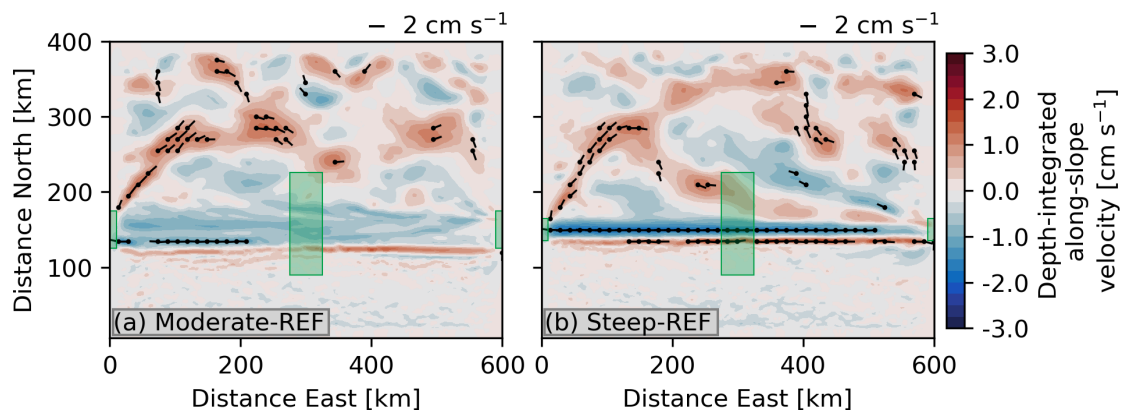 2 cm s⁻¹
2 cm s⁻¹
400
300
200
100
Distance North [km]
(a) Moderate-REF
(b) Steep-REF
0
200
400
600
0
200
400
600
Distance East [km]
Distance East [km]
3.0
2.0
1.0
0.0
-1.0
-2.0
-3.0
Depth-integrated
along-slope
velocity [cm s⁻¹]